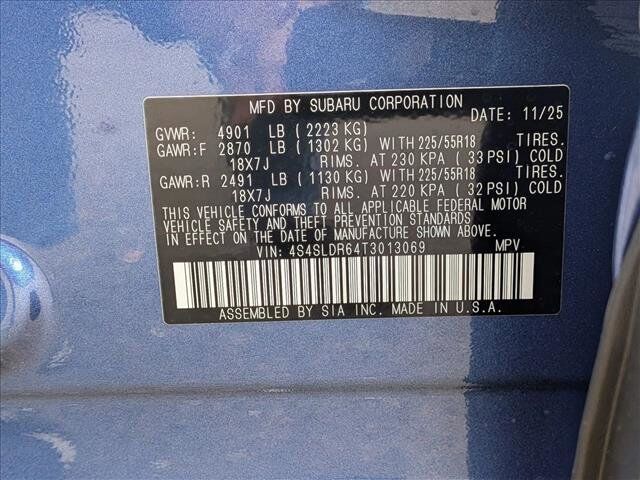 MFD BY SUBARU CORPORATION DATE: 11/25
GVWR: 4901 LB (2223 KG)
GAWR:F 2870 LB (1302 KG) WITH 225/55R18 TIRES.
18X7J RIMS. AT 230 KPA (33 PSI) COLD
GAWR:R 2491 LB (1130 KG) WITH 225/55R18 TIRES.
18X7J RIMS. AT 220 KPA (32 PSI) COLD
THIS VEHICLE CONFORMS TO ALL APPLICABLE FEDERAL MOTOR
VEHICLE SAFETY AND THEFT PREVENTION STANDARDS
IN EFFECT ON THE DATE OF MANUFACTURE SHOWN ABOVE.
VIN: 4S4SLDR64T3013069 MPV
ASSEMBLED BY SIA INC. MADE IN U.S.A.